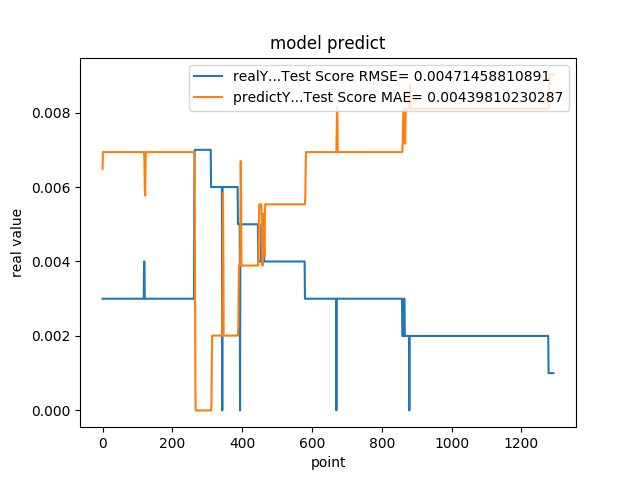 model predict
realY...Test Score RMSE= 0.00471458810891
predictY...Test Score MAE= 0.00439810230287
0.008
0.006
0.004
0.002
0.000
real value
0 200 400 600 800 1000 1200
point